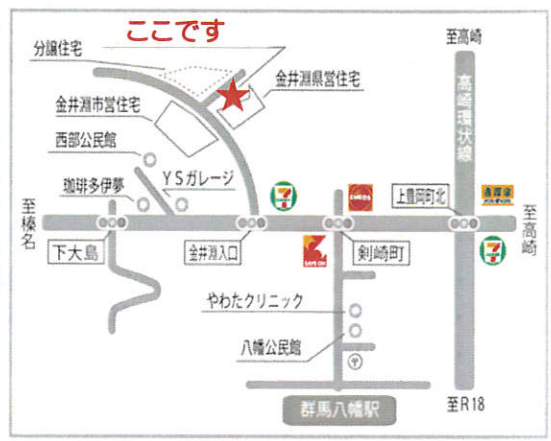 ここです
至高崎
分譲住宅
金井淵県営住宅
金井淵市営住宅
高崎環状線
西部公民館
珈琲多伊夢
YSガレージ
ENEOS
上豊岡町北
吉野家
至榛名
至高崎
下大島
金井淵入口
剣崎町
やわたクリニック
八幡公民館
群馬八幡駅
至R18